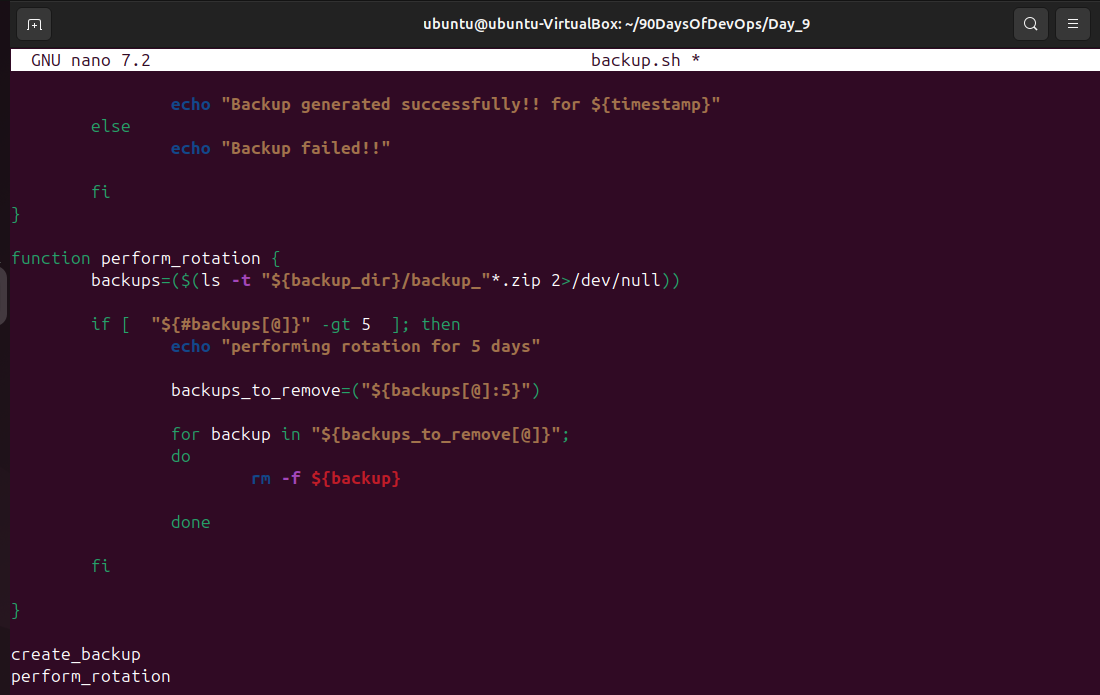 ubuntu@ubuntu-VirtualBox: ~/90DaysOfDevOps/Day_9
GNU nano 7.2 backup.sh *
echo "Backup generated successfully!! for ${timestamp}"
else
echo "Backup failed!!"
fi
}
function perform_rotation {
backups=($(ls -t "${backup_dir}/backup_"*.zip 2>/dev/null))
if [  "${#backups[@]}" -gt 5  ]; then
echo "performing rotation for 5 days"
backups_to_remove=("${backups[@]:5}")
for backup in "${backups_to_remove[@]}";
do
rm -f ${backup}
done
fi
}
create_backup
perform_rotation